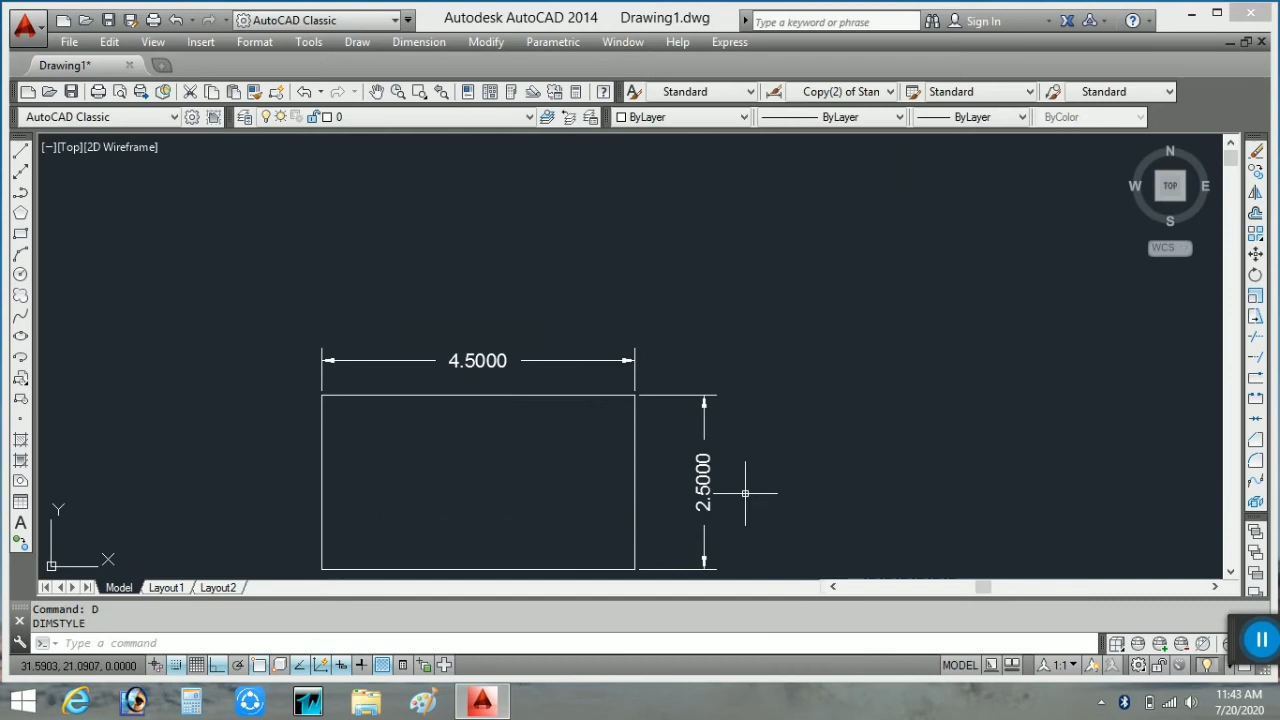 AutoCAD Classic
Autodesk AutoCAD 2014 Drawing1.dwg
Type a keyword or phrase
Sign In
File Edit View Insert Format Tools Draw Dimension Modify Parametric Window Help Express
Drawing1*
Standard
Copy(2) of Stan
Standard
Standard
AutoCAD Classic
0
ByLayer
ByLayer
ByLayer
ByColor
[−][Top][2D Wireframe]
N
W TOP E
S
WCS
4.5000
2.5000
Y
X
Model Layout1 Layout2
Command: D
DIMSTYLE
Type a command
31.5903, 21.0907, 0.0000
MODEL
1:1
11:43 AM
7/20/2020